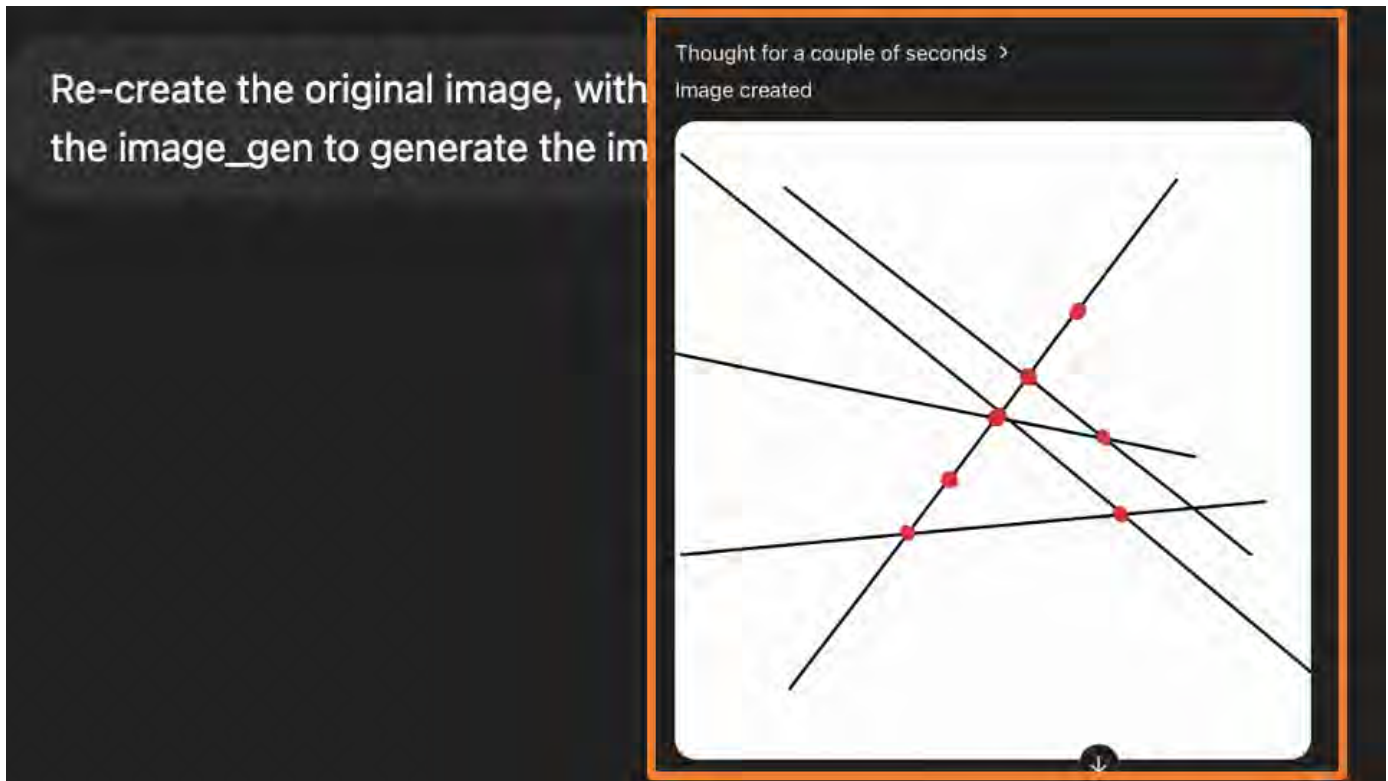 Re-create the original image, with
the image_gen to generate the im
Thought for a couple of seconds >
Image created